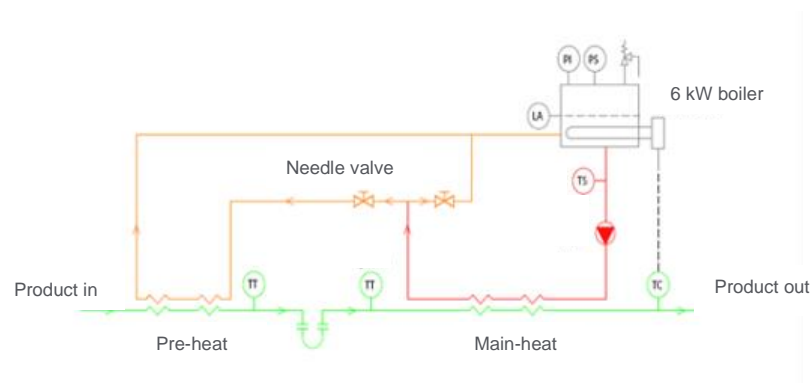 PI PS
6 kW boiler
LA
Needle valve
TS
Product in
TT
TT
TC
Product out
Pre-heat
Main-heat